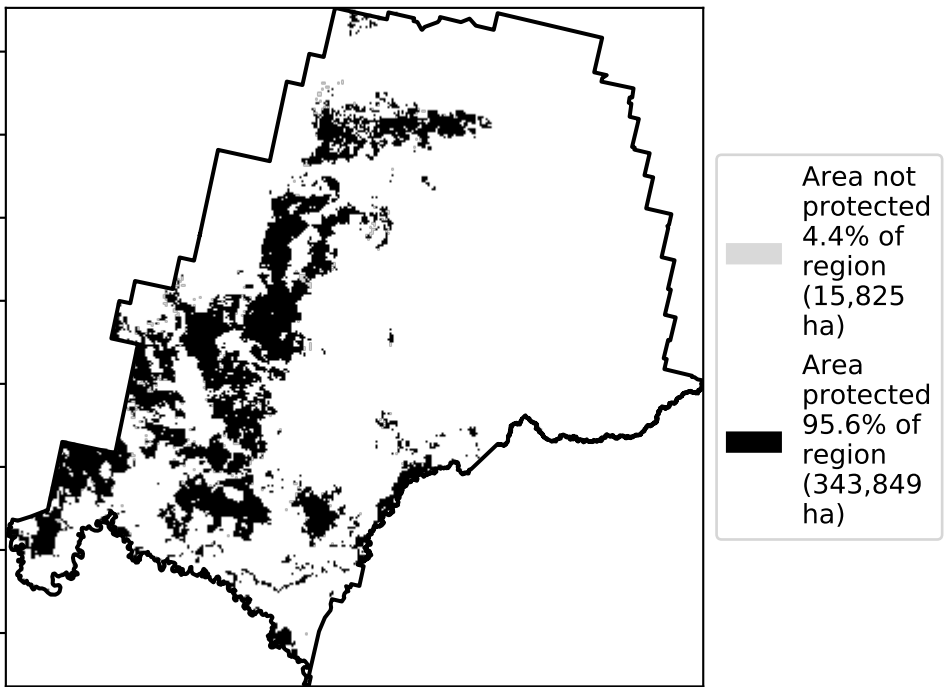 Area not
protected
4.4% of
region
(15,825
ha)
Area
protected
95.6% of
region
(343,849
ha)